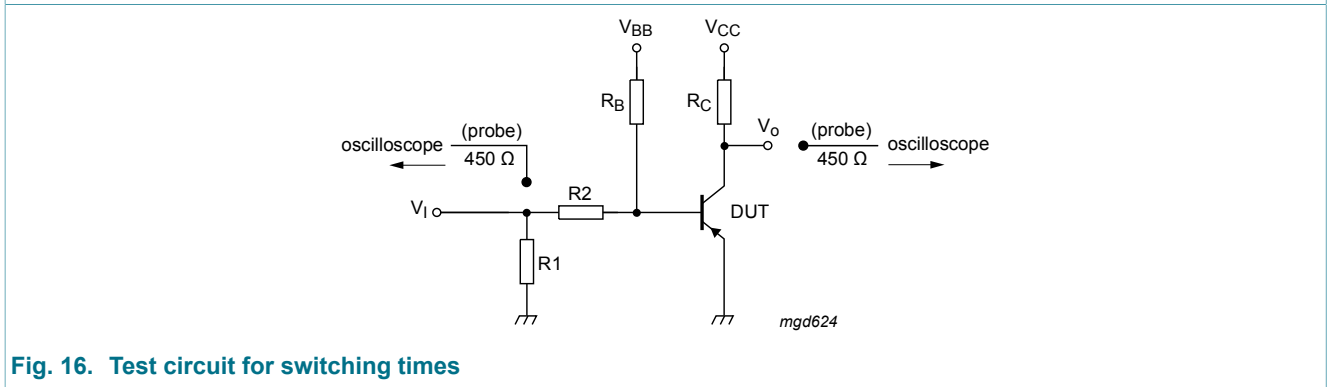 VBB
VCC
RB
RC
Vo
(probe)
oscilloscope
450 Ω
(probe)
oscilloscope
450 Ω
R2
VI
DUT
R1
mgd624
Fig. 16. Test circuit for switching times